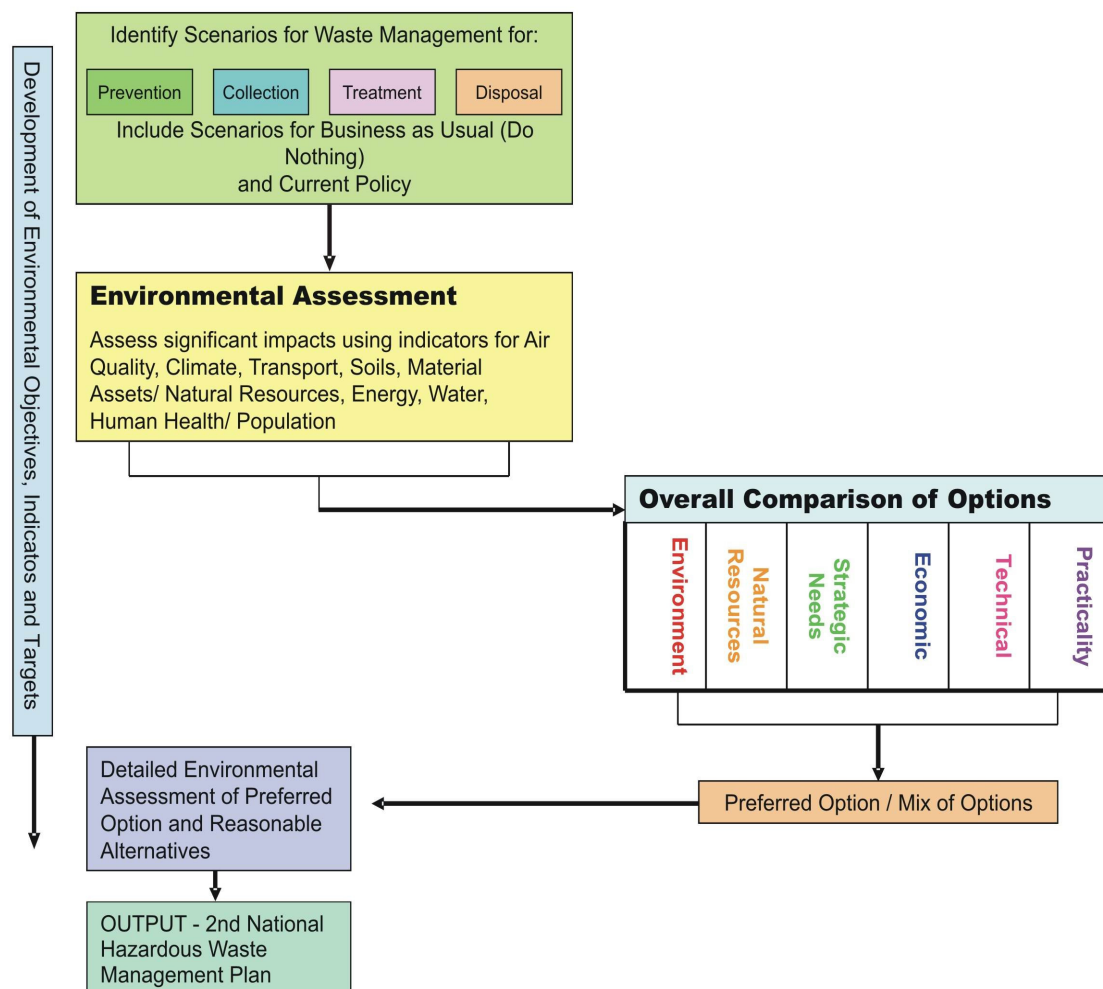 Identify Scenarios for Waste Management for:
Prevention
Collection
Treatment
Disposal
Include Scenarios for Business as Usual (Do
Nothing)
and Current Policy
Development of Environmental Objectives, Indicatos and Targets
Environmental Assessment
Assess significant impacts using indicators for Air
Quality, Climate, Transport, Soils, Material
Assets/ Natural Resources, Energy, Water,
Human Health/ Population
Overall Comparison of Options
Environment
Natural
Resources
Strategic
Needs
Economic
Technical
Practicality
Preferred Option / Mix of Options
Detailed Environmental
Assessment of Preferred
Option and Reasonable
Alternatives
OUTPUT - 2nd National
Hazardous Waste
Management Plan